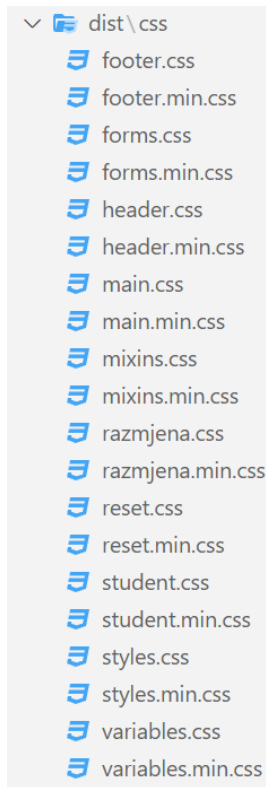 dist\css
footer.css
footer.min.css
forms.css
forms.min.css
header.css
header.min.css
main.css
main.min.css
mixins.css
mixins.min.css
razmjena.css
razmjena.min.css
reset.css
reset.min.css
student.css
student.min.css
styles.css
styles.min.css
variables.css
variables.min.css